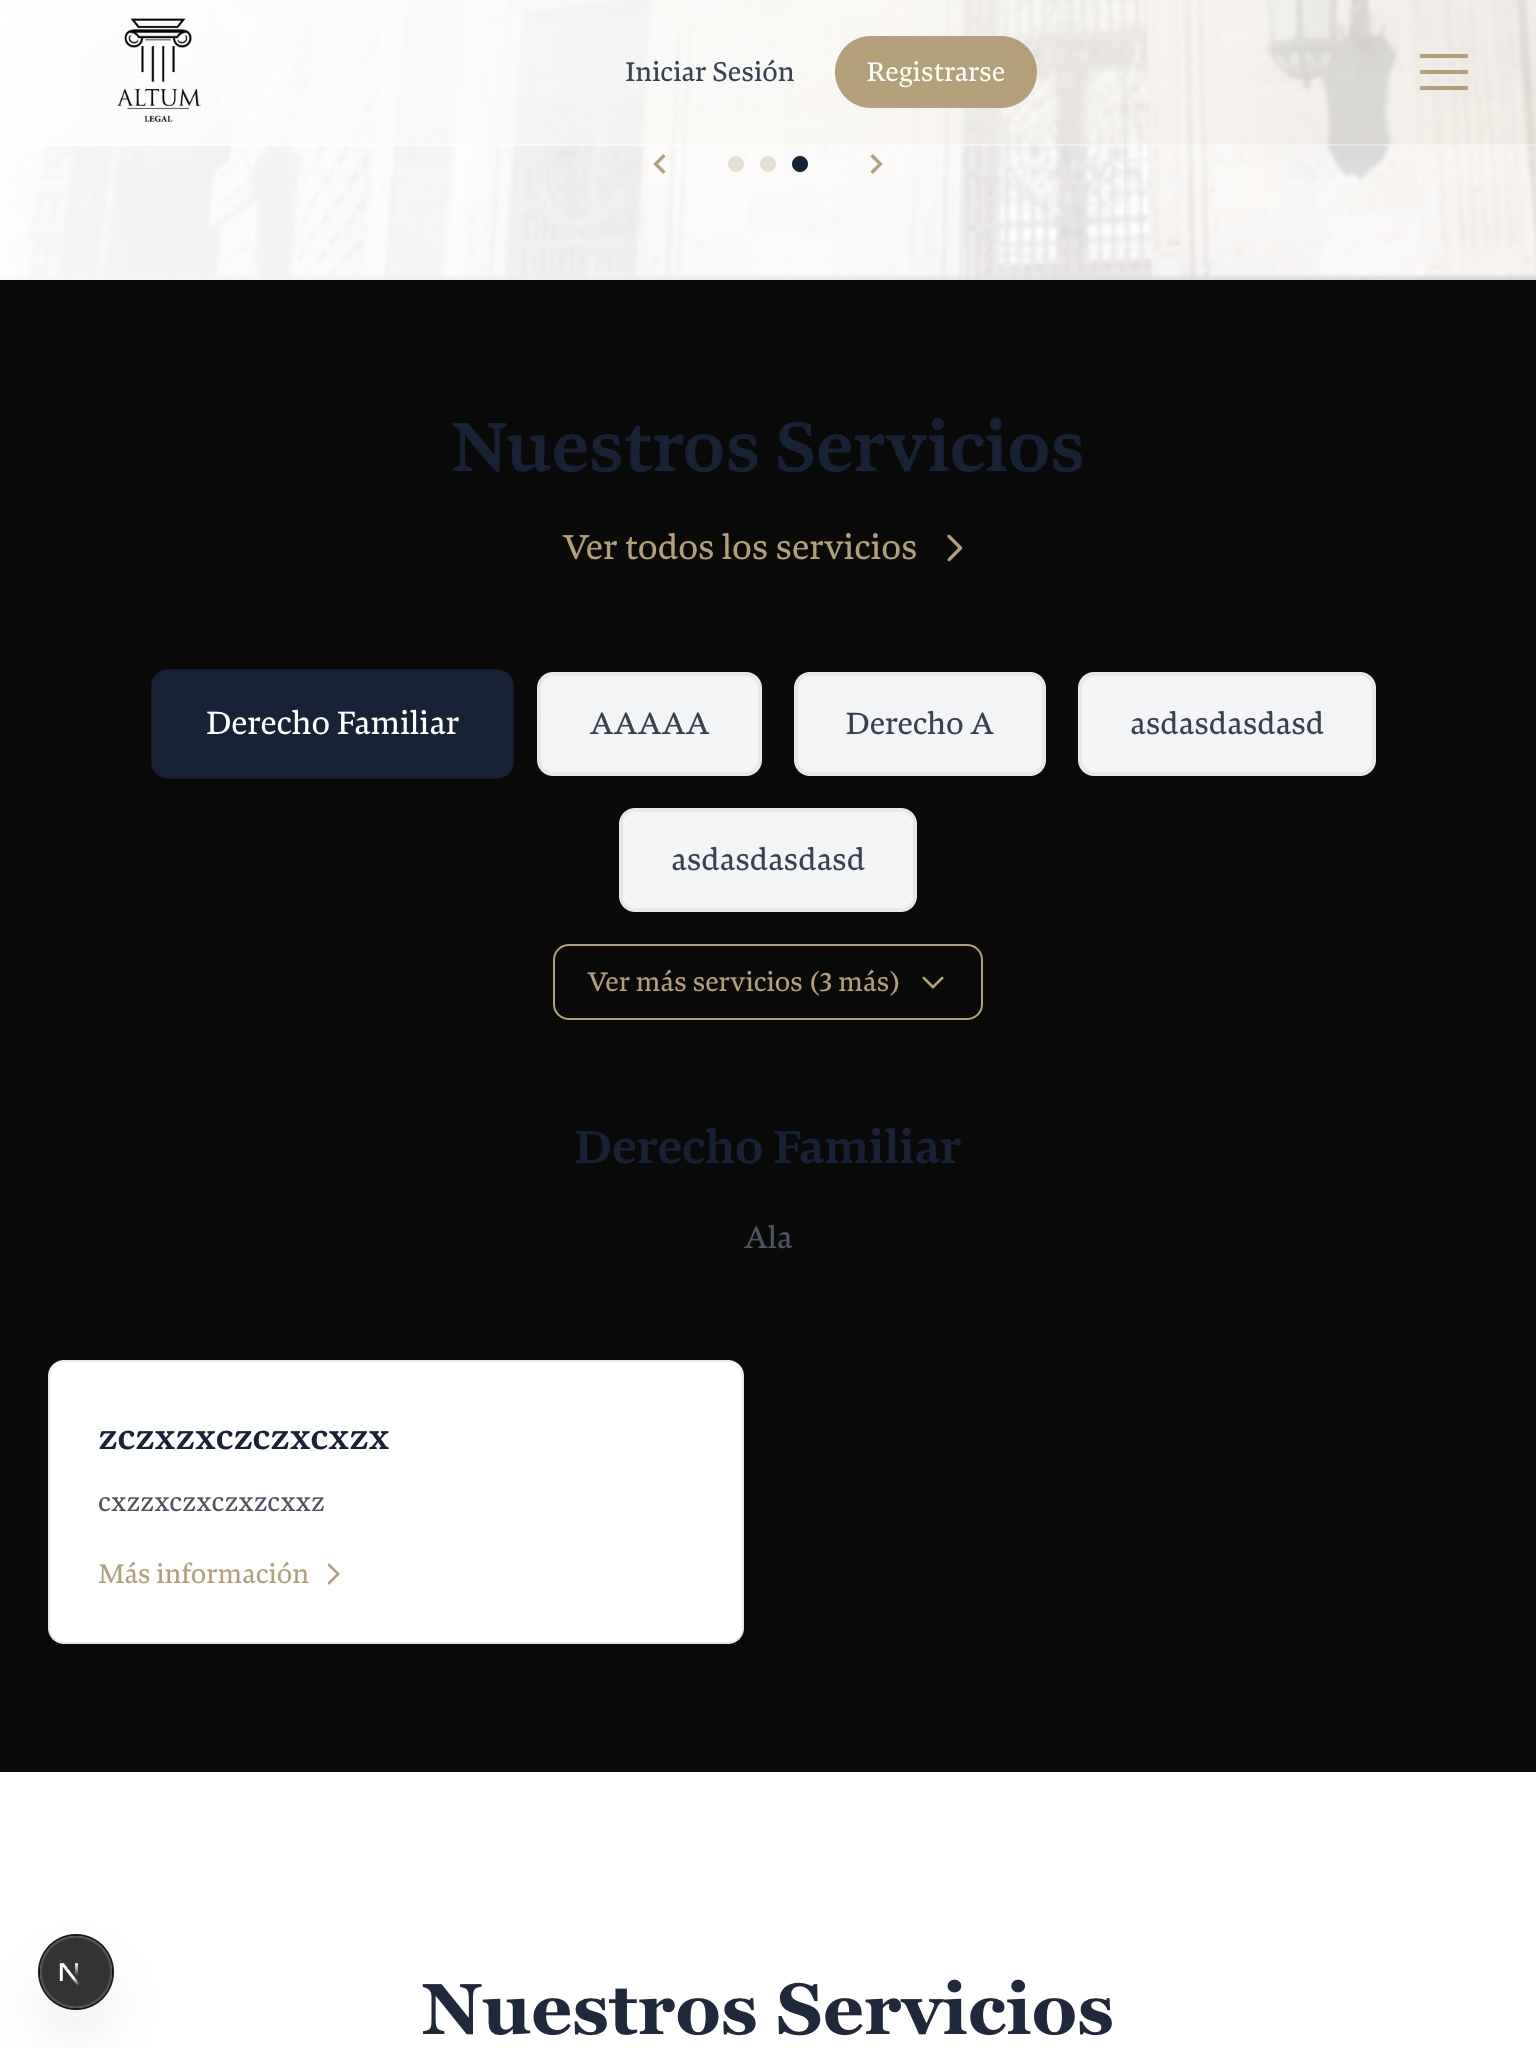 ALTUM
LEGAL
Iniciar Sesión
Registrarse
Nuestros Servicios
Ver todos los servicios
Derecho Familiar
AAAAA
Derecho A
asdasdasdasd
asdasdasdasd
Ver más servicios (3 más)
Derecho Familiar
Ala
zczxzxczczxcxzx
cxzzxczxczxzcxxz
Más información
N
Nuestros Servicios